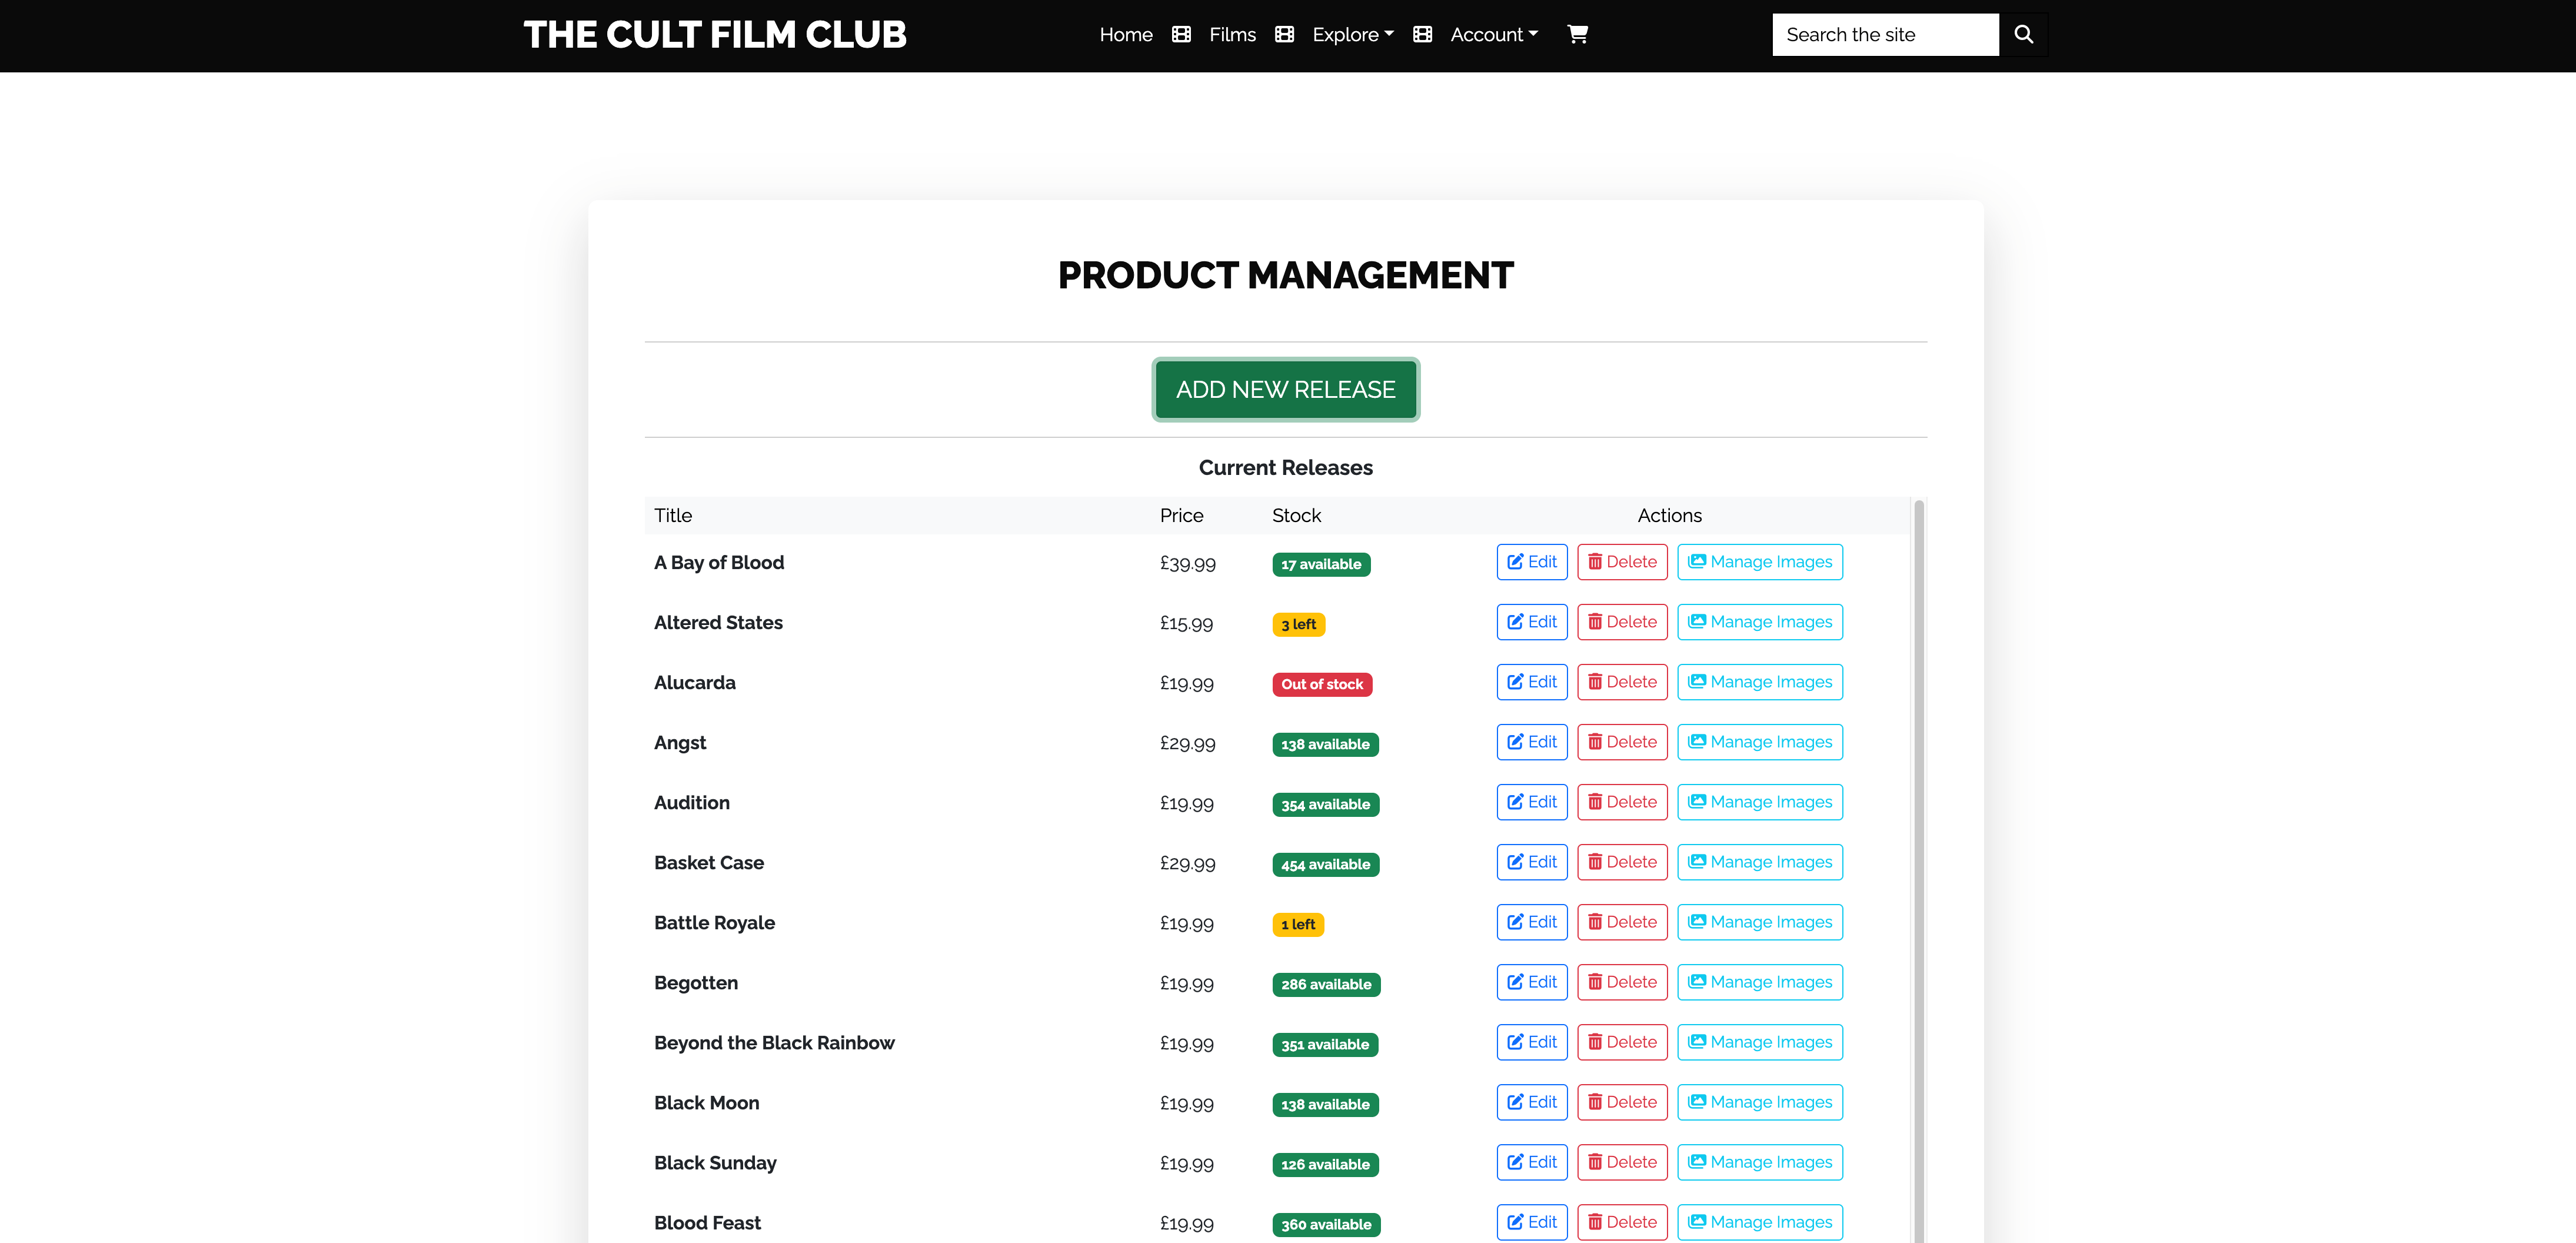 THE CULT FILM CLUB Home Films Explore Account Search the site
PRODUCT MANAGEMENT
ADD NEW RELEASE
Current Releases
Title Price Stock Actions
A Bay of Blood £39.99 17 available Edit Delete Manage Images
Altered States £15.99 3 left Edit Delete Manage Images
Alucarda £19.99 Out of stock Edit Delete Manage Images
Angst £29.99 138 available Edit Delete Manage Images
Audition £19.99 354 available Edit Delete Manage Images
Basket Case £29.99 454 available Edit Delete Manage Images
Battle Royale £19.99 1 left Edit Delete Manage Images
Begotten £19.99 286 available Edit Delete Manage Images
Beyond the Black Rainbow £19.99 351 available Edit Delete Manage Images
Black Moon £19.99 138 available Edit Delete Manage Images
Black Sunday £19.99 126 available Edit Delete Manage Images
Blood Feast £19.99 360 available Edit Delete Manage Images